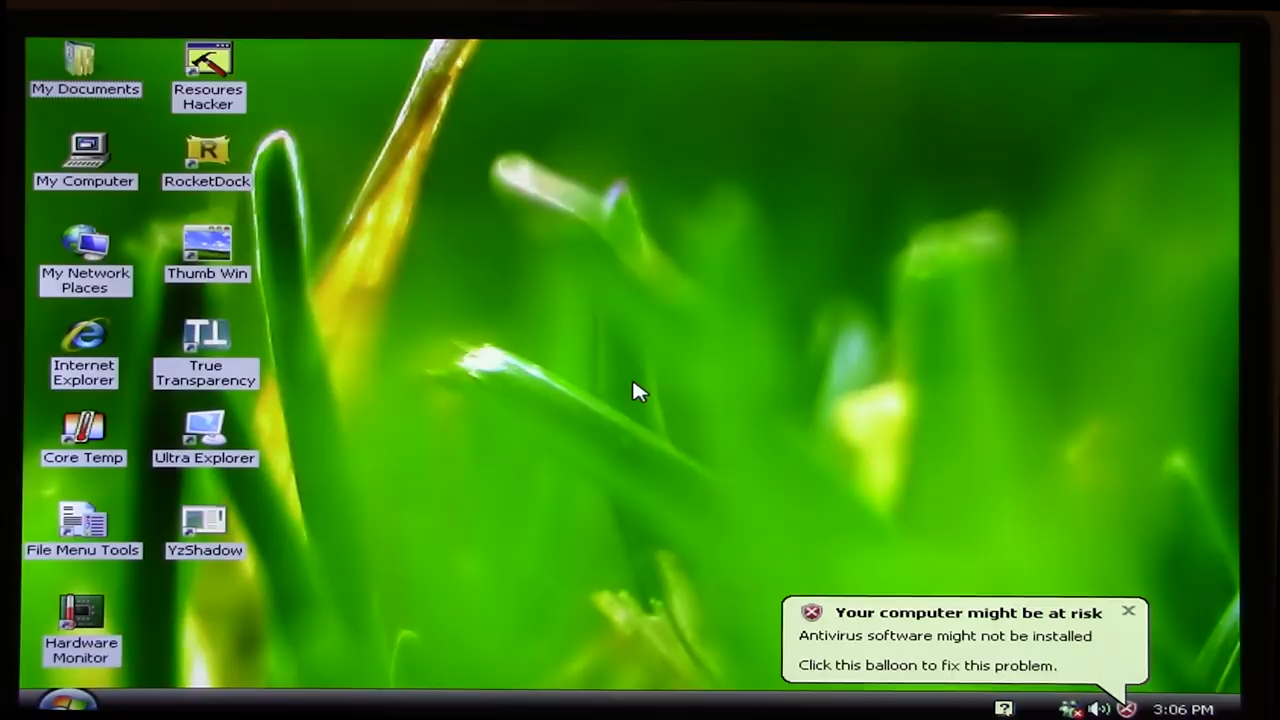 My Documents
Resoures
Hacker
My Computer
R
RocketDock
My Network
Places
Thumb Win
Internet
Explorer
True
Transparency
Core Temp
Ultra Explorer
File Menu Tools
YzShadow
Hardware
Monitor
Your computer might be at risk
Antivirus software might not be installed
Click this balloon to fix this problem.
?
3:06 PM